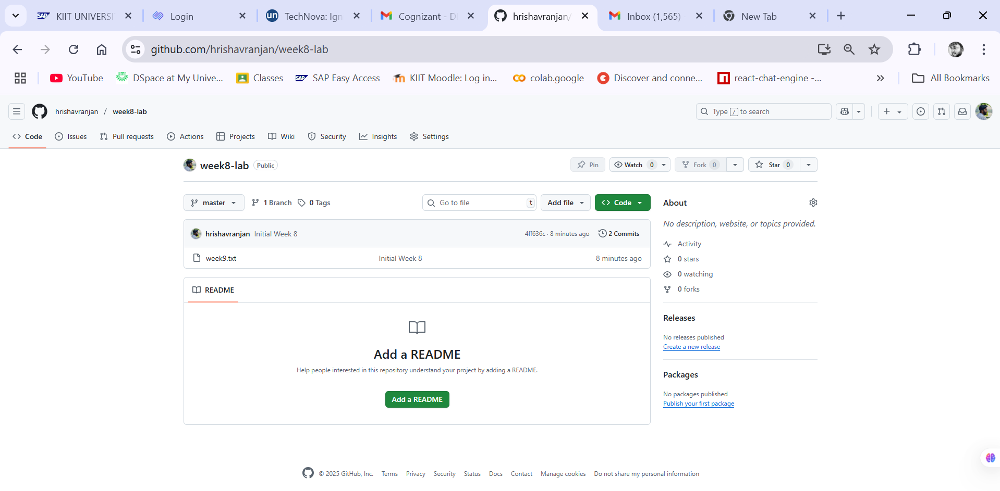 KIIT UNIVERSI
Login
un TechNova: Ign
Cognizant - D
hrishavranjan/
Inbox (1,565) -
New Tab
github.com/hrishavranjan/week8-lab
YouTube
DSpace at My Unive...
Classes
SAP SAP Easy Access
KIIT Moodle: Log in...
colab.google
Discover and conne...
react-chat-engine -...
»
All Bookmarks
hrishavranjan / week8-lab
Type / to search
Code
Issues
Pull requests
Actions
Projects
Wiki
Security
Insights
Settings
week8-lab Public
Pin
Watch 0
Fork 0
Star 0
master
1 Branch
0 Tags
Go to file t
Add file
Code
hrishavranjan Initial Week 8
4ff636c · 8 minutes ago
2 Commits
week9.txt Initial Week 8 8 minutes ago
README
Add a README
Help people interested in this repository understand your project by adding a README.
Add a README
About
No description, website, or topics provided.
Activity
0 stars
0 watching
0 forks
Releases
No releases published
Create a new release
Packages
No packages published
Publish your first package
© 2025 GitHub, Inc. Terms Privacy Security Status Docs Contact Manage cookies Do not share my personal information